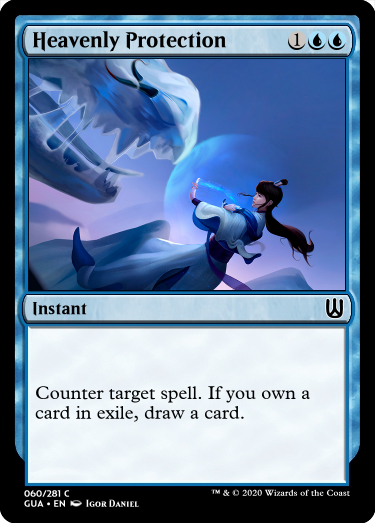 Heavenly Protection 1
Instant
Counter target spell. If you own a
card in exile, draw a card.
060/281 C
GUA • EN Igor Daniel
™ & © 2020 Wizards of the Coast